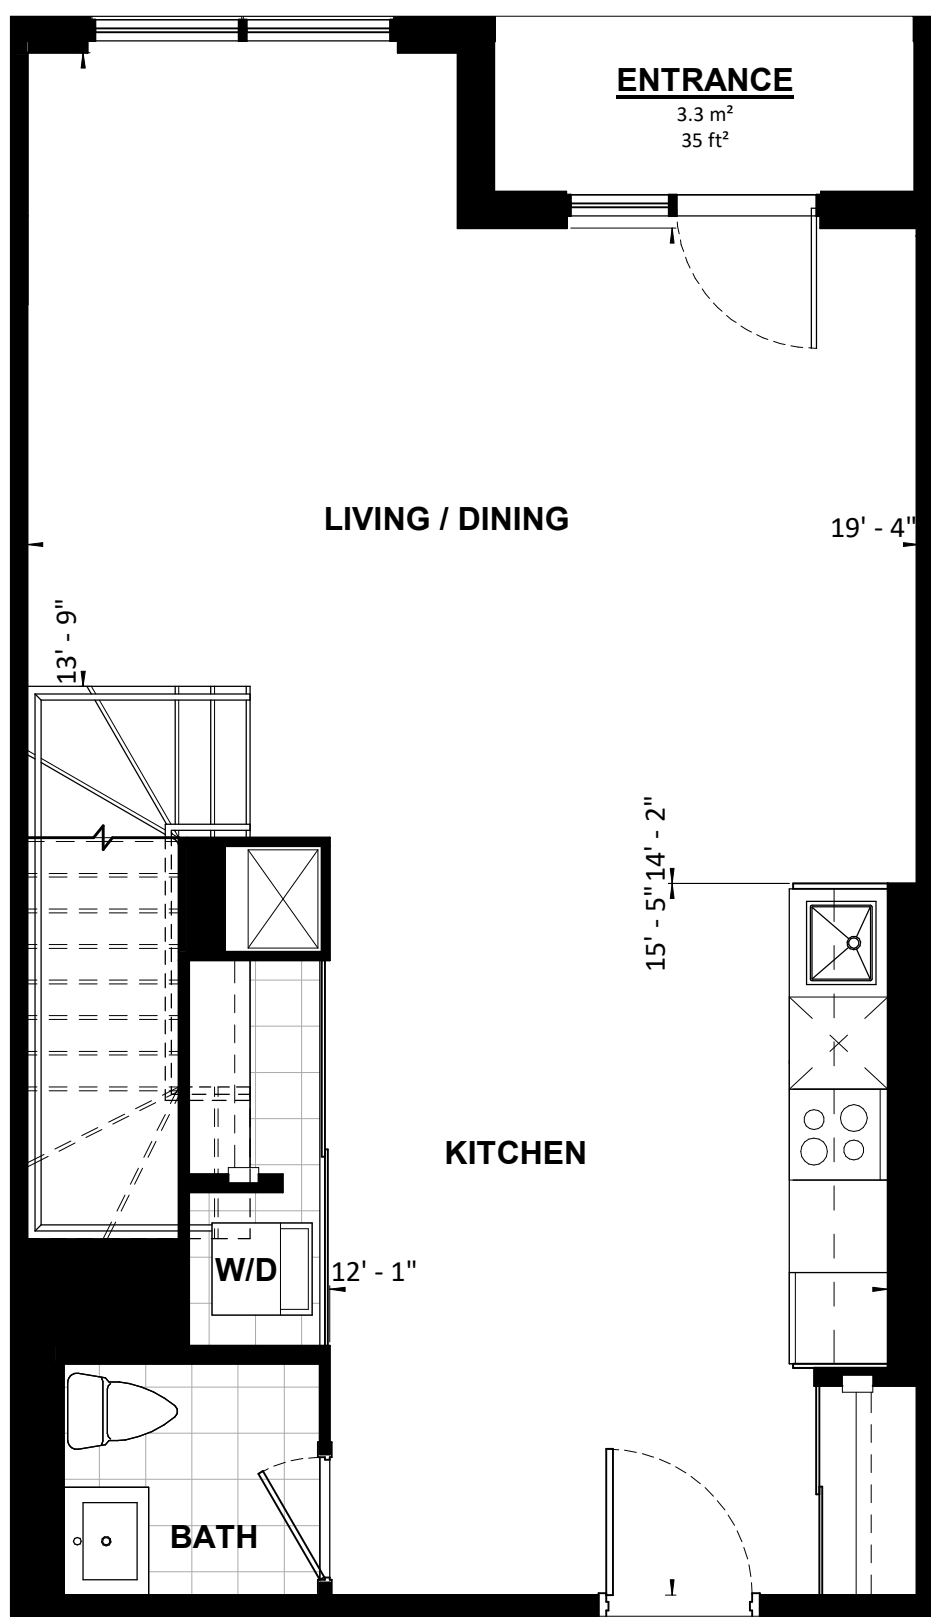 ENTRANCE
3.3 m²
35 ft²
LIVING / DINING
19' - 4"
13' - 9"
14' - 2"
15' - 5"
KITCHEN
W/D
12' - 1"
BATH